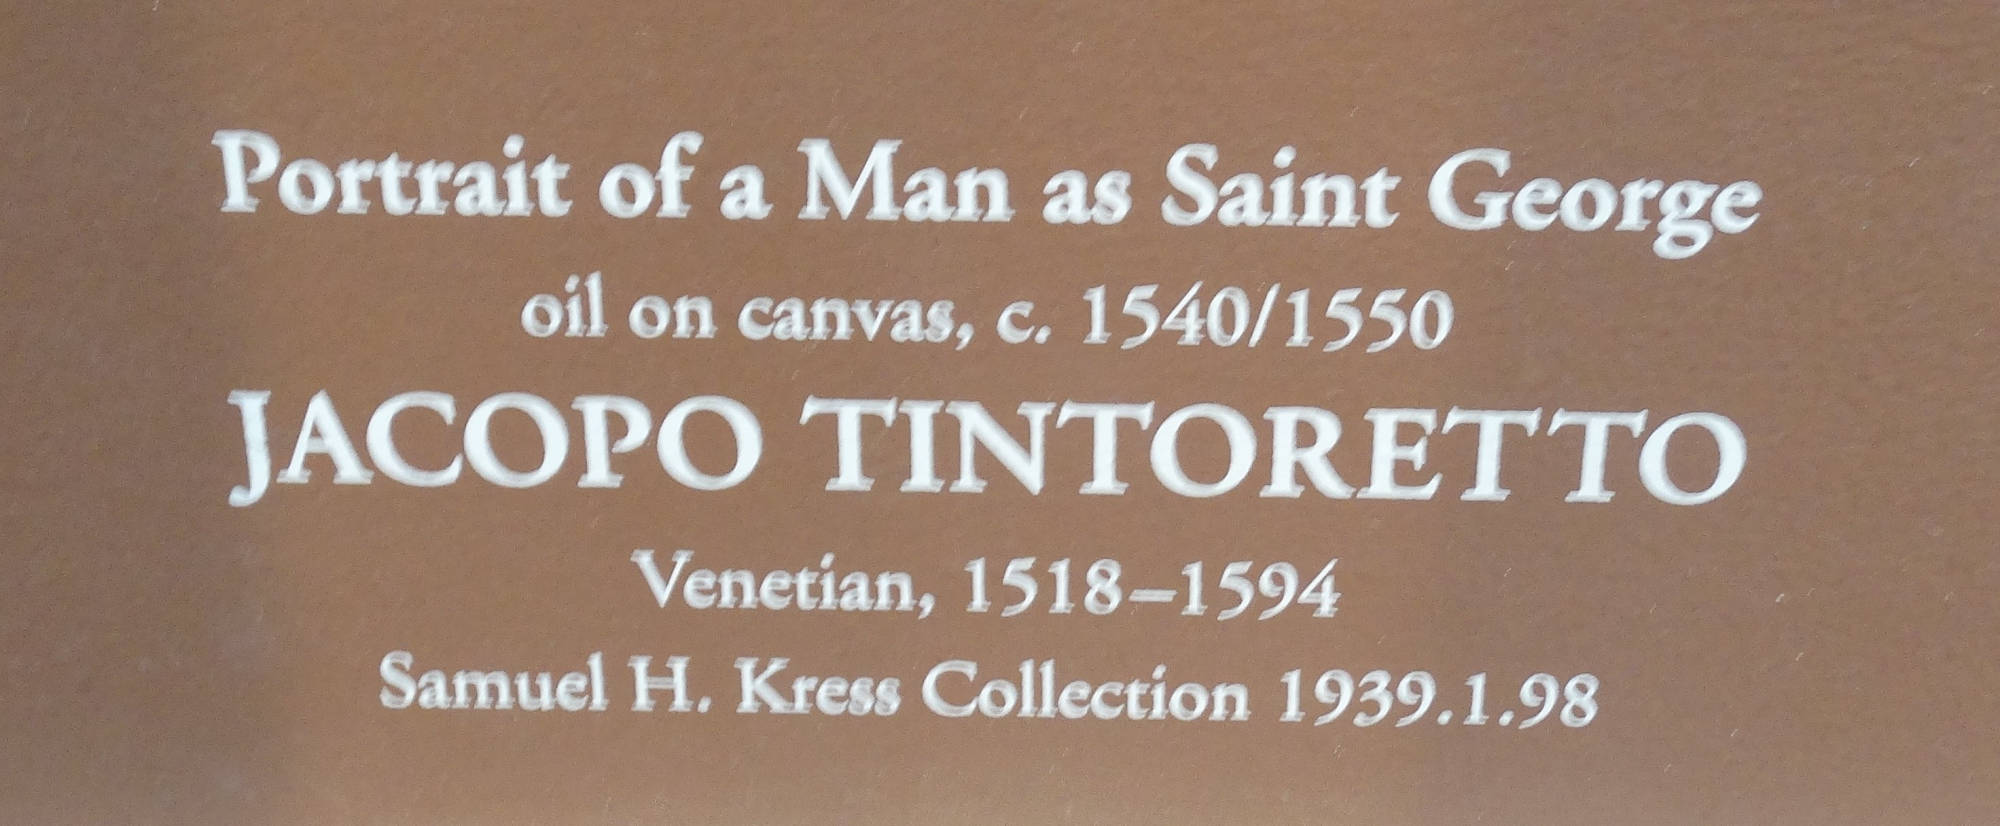 Portrait of a Man as Saint George
oil on canvas, c. 1540/1550
JACOPO TINTORETTO
Venetian, 1518–1594
Samuel H. Kress Collection 1939.1.98